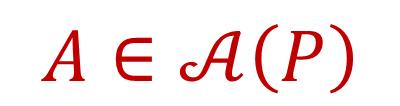 𝐴 ∈ 𝒜(𝑃)